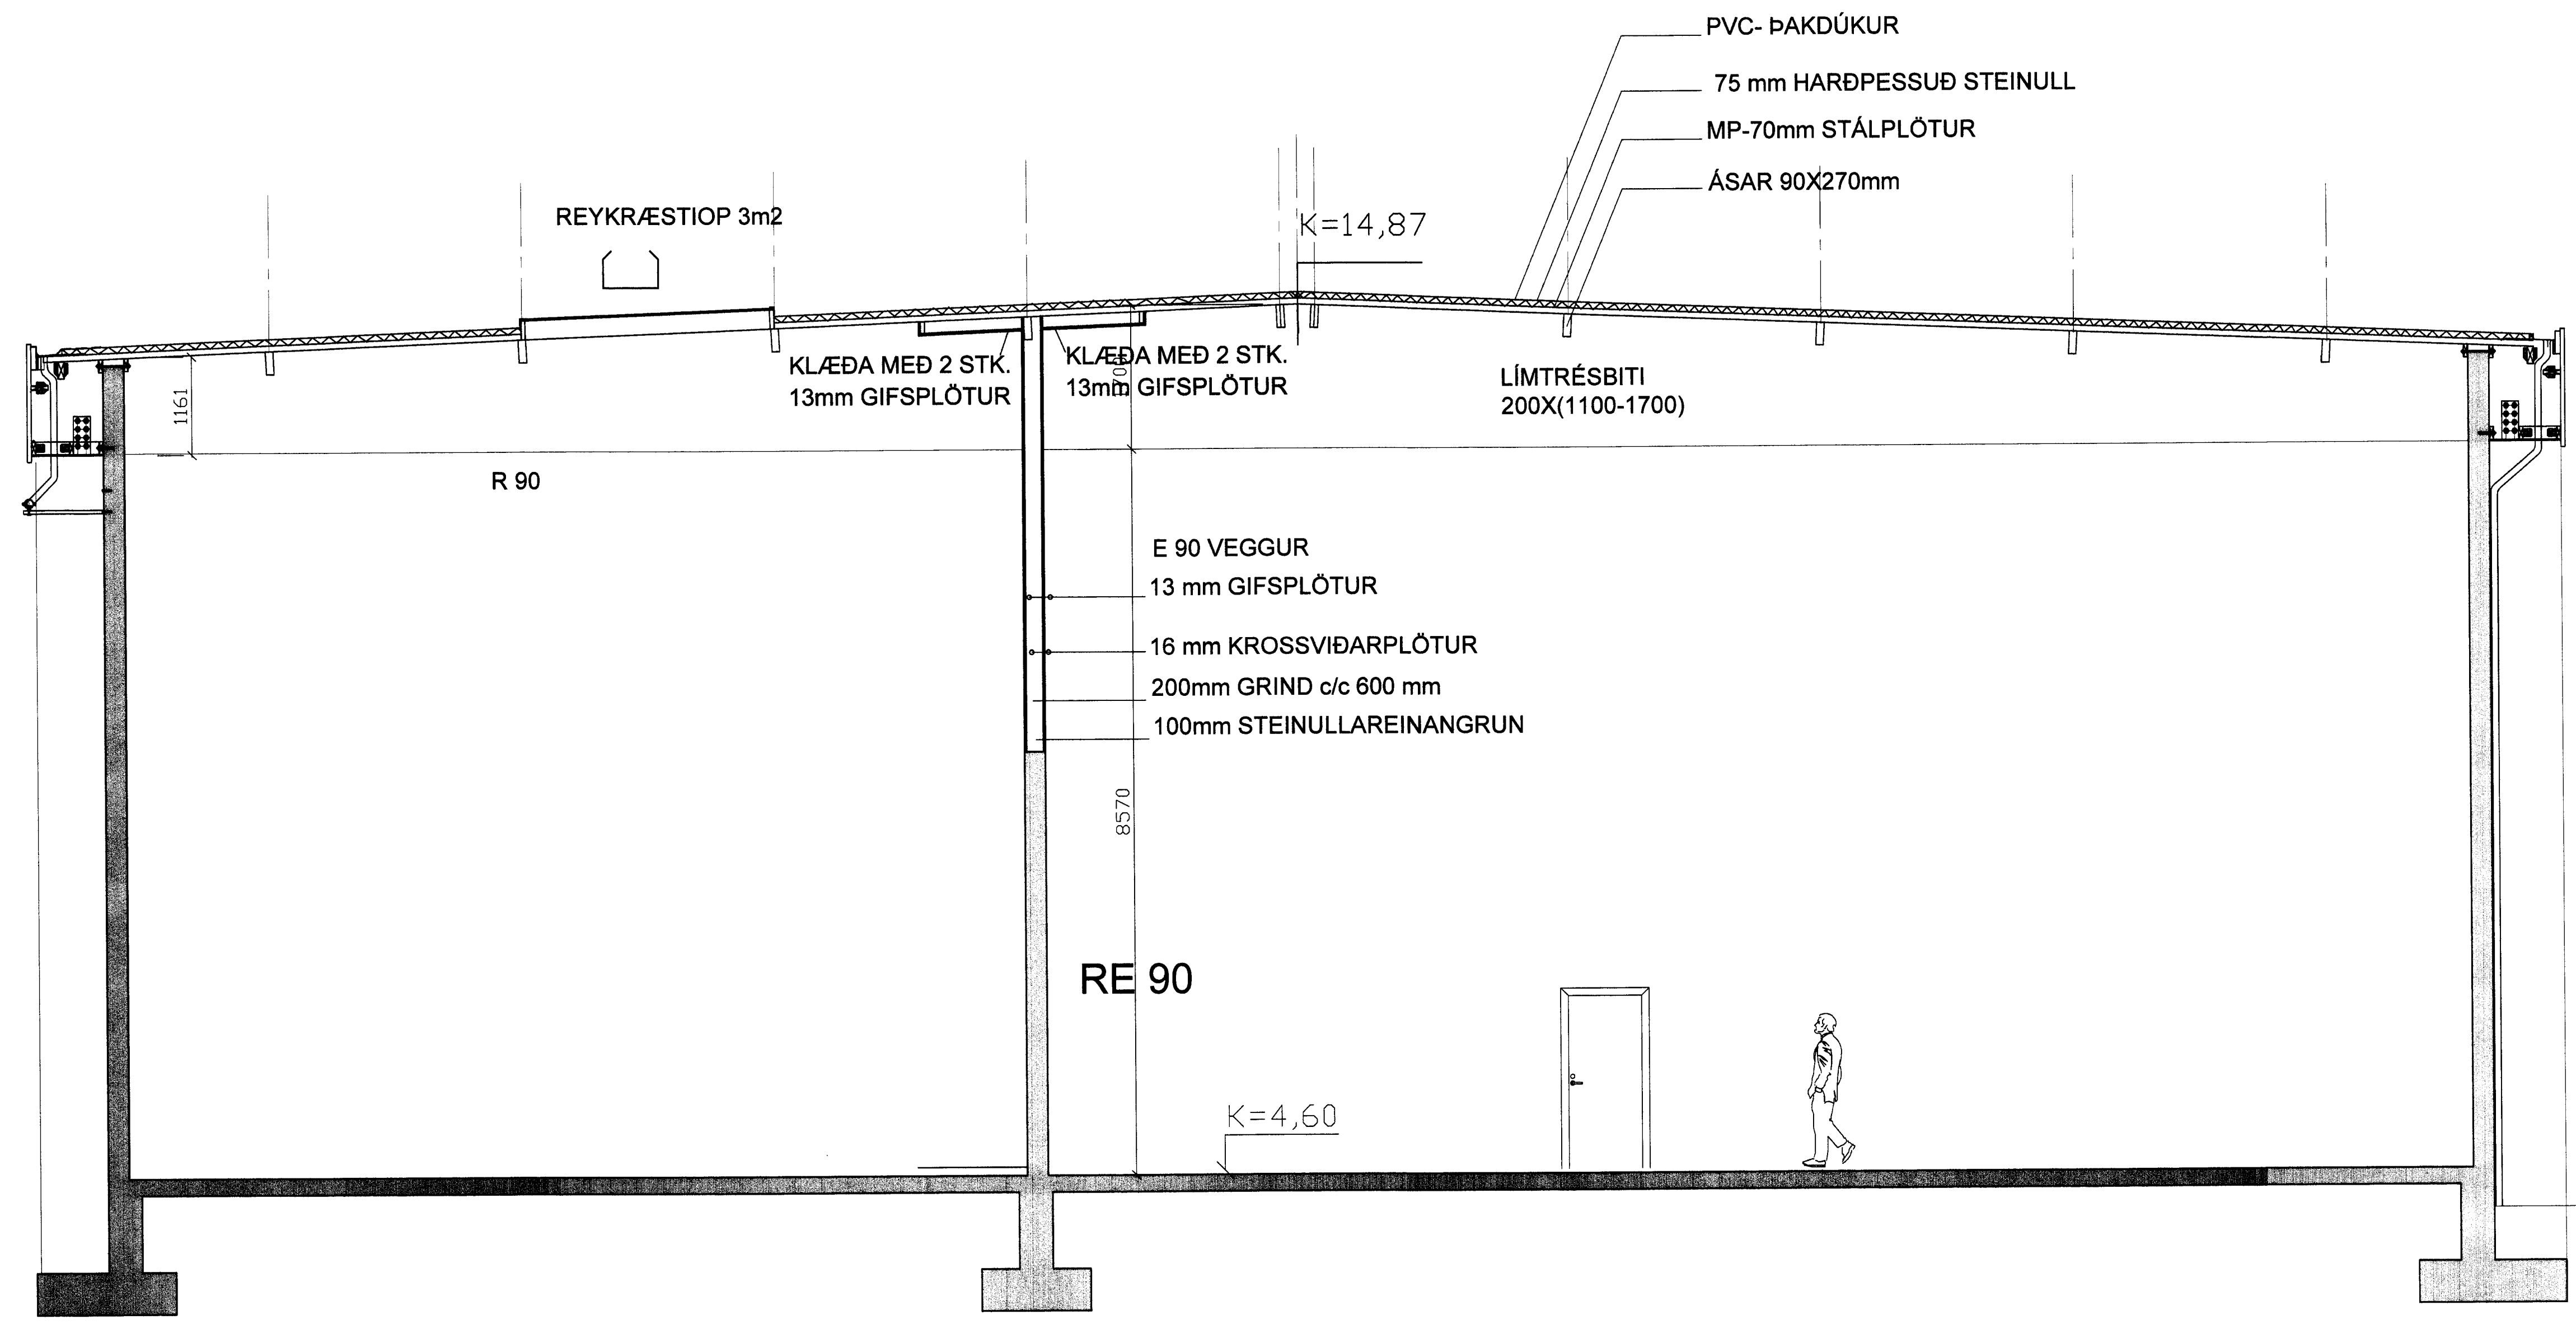 PVC- ÞAKDÚKUR
75 mm HARÐPESSUÐ STEINULL
MP-70mm STÁLPLÖTUR
ÁSAR 90X270mm
REYKRÆSTIOP 3m2
K=14,87
KLÆÐA MEÐ 2 STK.
13mm GIFSPLÖTUR
KLÆÐA MEÐ 2 STK.
13mm GIFSPLÖTUR
1161
LÍMTRÉSBITI
200X(1100-1700)
R 90
E 90 VEGGUR
13 mm GIFSPLÖTUR
16 mm KROSSVIÐARPLÖTUR
200mm GRIND c/c 600 mm
100mm STEINULLAREINANGRUN
8570
RE 90
K=4,60